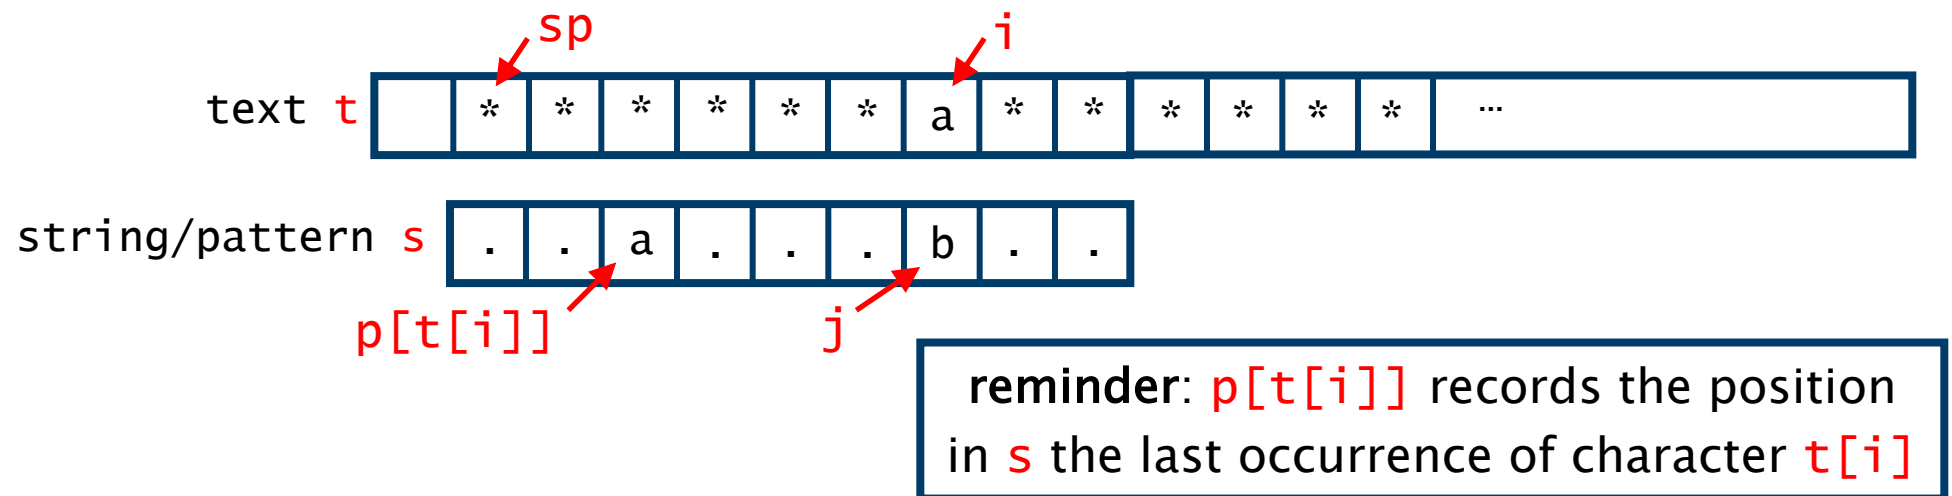 sp i
text t * * * * * * a * * * * * * ...
string/pattern s . . a . . . b . .
p[t[i]] j
reminder: p[t[i]] records the position
in s the last occurrence of character t[i]